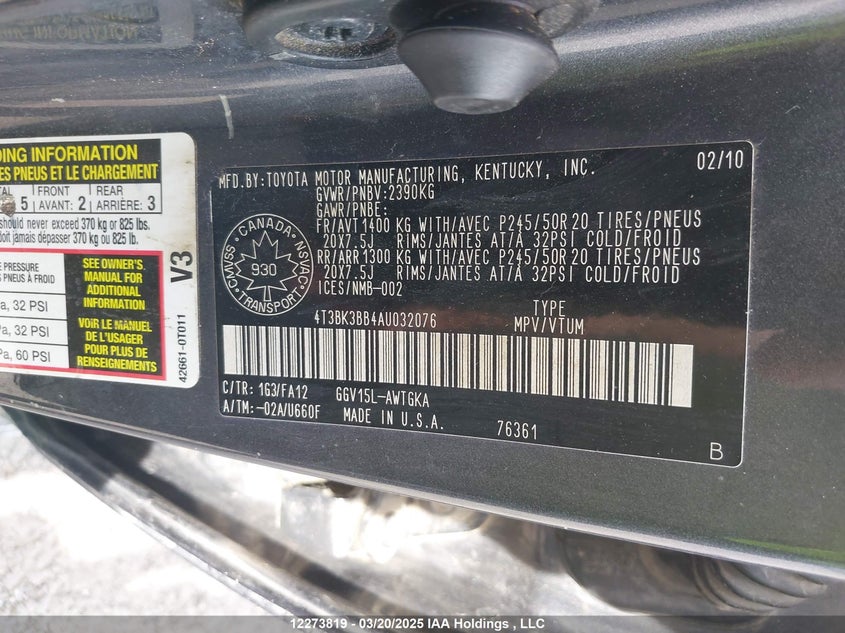 DING INFORMATION
ES PNEUS ET LE CHARGEMENT
TAL 5 FRONT AVANT: 2 REAR ARRIÈRE: 3
should never exceed 370 kg or 825 lbs.
doit jamais dépasser 370 kg ou 825 lb.
E PRESSURE
S PNEUS À FROID
a, 32 PSI
a, 32 PSI
Pa, 60 PSI
SEE OWNER'S
MANUAL FOR
ADDITIONAL
INFORMATION
VOIR LE MANUEL
DE L'USAGER
POUR PLUS DE
RENSEIGNEMENTS
V3
42661-0T011
MFD.BY:TOYOTA MOTOR MANUFACTURING, KENTUCKY, INC. 02/10
GVWR/PNBV:2390KG
GAWR/PNBE:
FR/AVT1400 KG WITH/AVEC P245/50R20 TIRES/PNEUS
20X7.5J RIMS/JANTES AT/A 32PSI COLD/FROID
RR/ARR1300 KG WITH/AVEC P245/50R20 TIRES/PNEUS
20X7.5J RIMS/JANTES AT/A 32PSI COLD/FROID
ICES/NMB-002
CANADA
CMVSS
930
NSVAC
TRANSPORT
TYPE
4T3BK3BB4AU032076 MPV/VTUM
C/TR: 1G3/FA12 GGV15L-AWTGKA
A/TM:-02A/U660F MADE IN U.S.A. 76361
B
12273819 - 03/20/2025 IAA Holdings , LLC